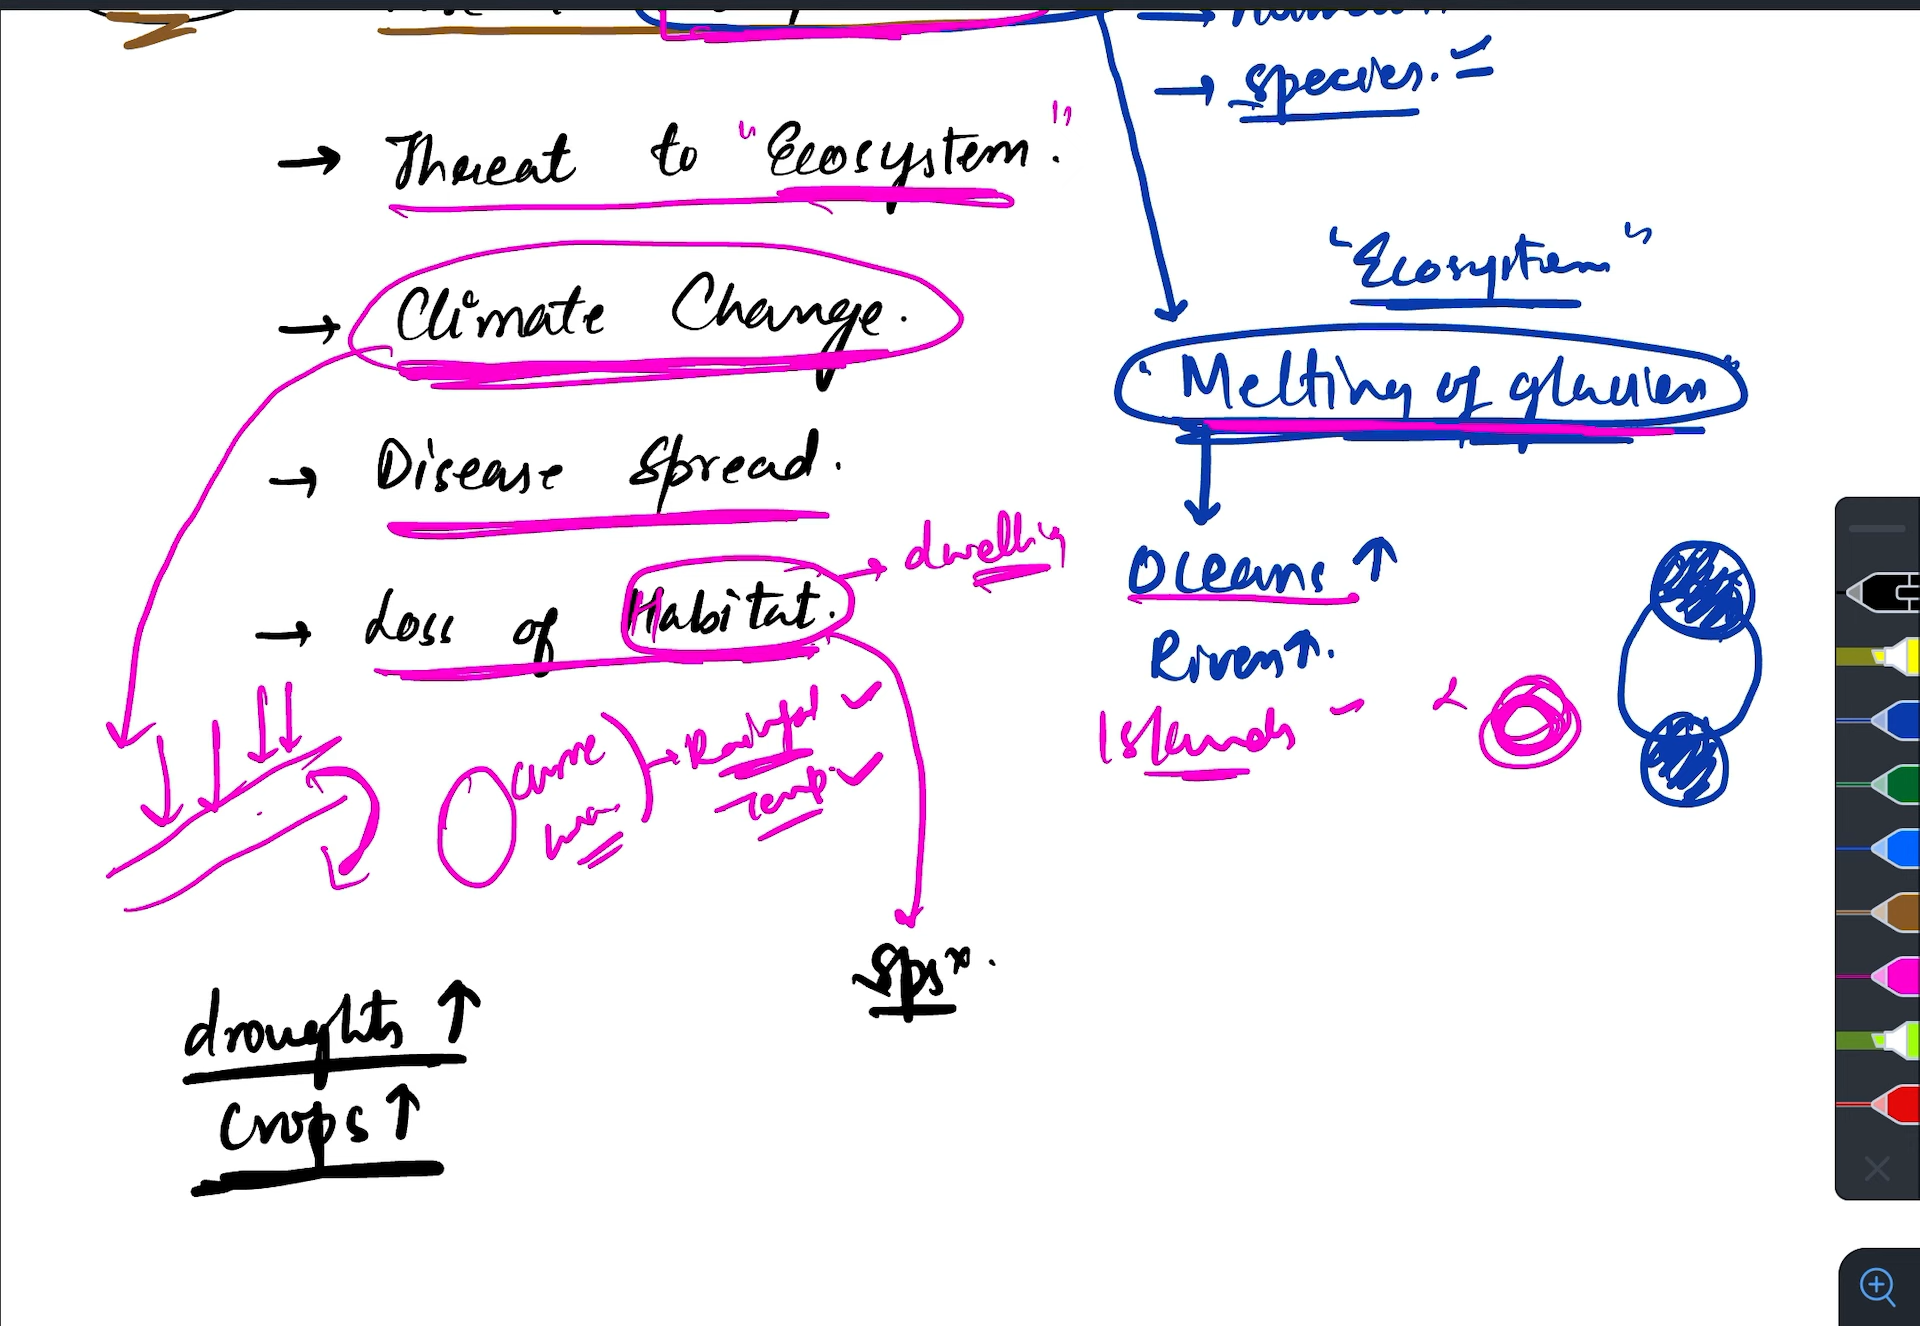 → species.
→ Threat to "Ecosystem."
→ Climate Change.
→ Disease Spread.
→ Loss of Habitat.
→ dwelling
Rainfall ✓
Temp ✓
Sps x.
droughts ↑
Crops ↑
"Ecosystem"
"Melting of glaciers"
Oceans ↑
Rivers ↑.
Islands